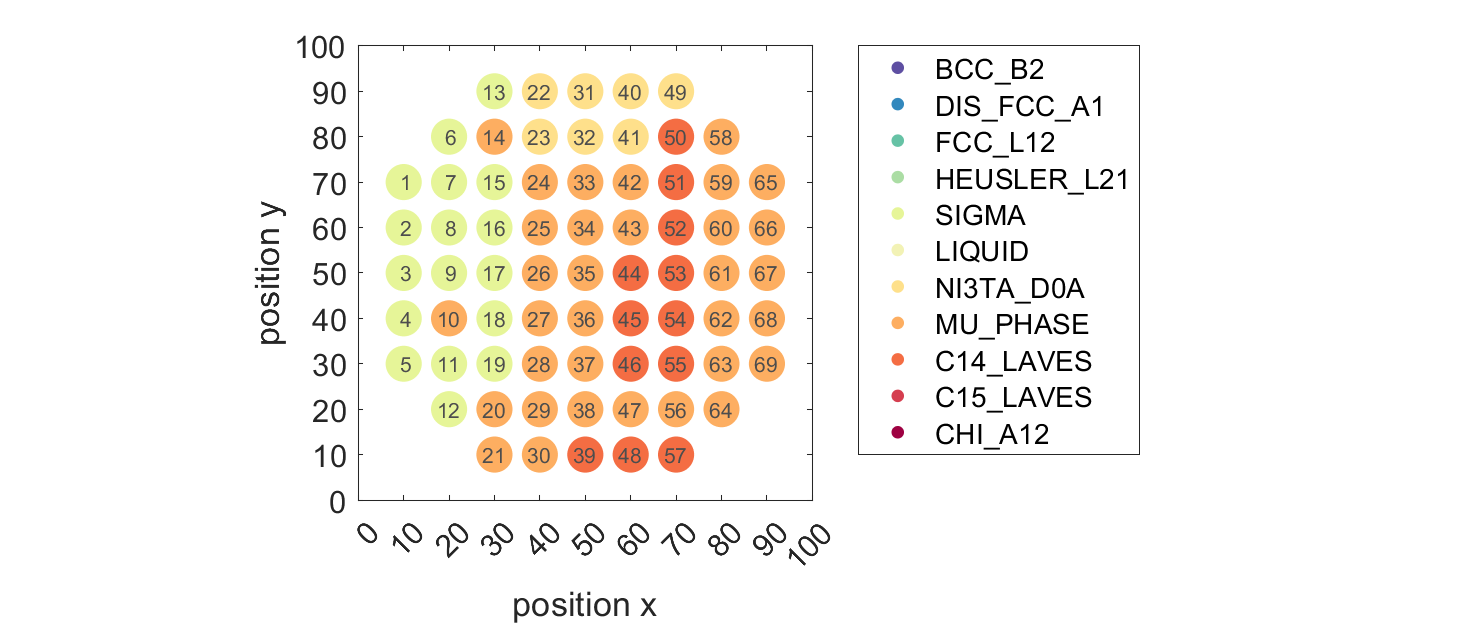 100
90 13 22 31 40 49
80 6 14 23 32 41 50 58
70 1 7 15 24 33 42 51 59 65
60 2 8 16 25 34 43 52 60 66
50 3 9 17 26 35 44 53 61 67
40 4 10 18 27 36 45 54 62 68
30 5 11 19 28 37 46 55 63 69
20 12 20 29 38 47 56 64
10 21 30 39 48 57
0
0 10 20 30 40 50 60 70 80 90 100
position x
position y
BCC_B2
DIS_FCC_A1
FCC_L12
HEUSLER_L21
SIGMA
LIQUID
NI3TA_D0A
MU_PHASE
C14_LAVES
C15_LAVES
CHI_A12